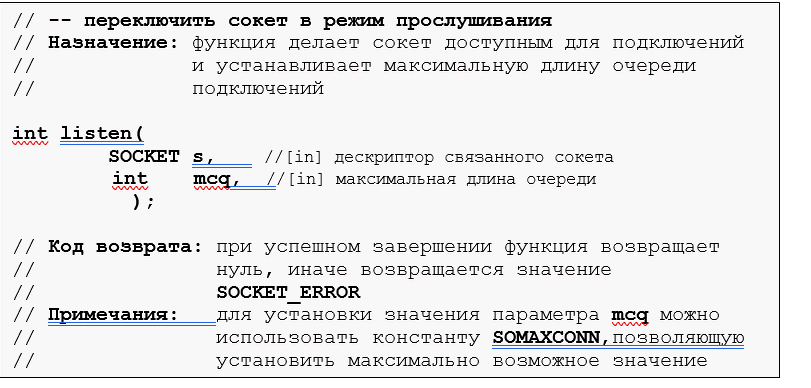 // -- переключить сокет в режим прослушивания
// Назначение: функция делает сокет доступным для подключений
//             и устанавливает максимальную длину очереди
//             подключений
int listen(
        SOCKET s,    //[in] дескриптор связанного сокета
        int    mcq,  //[in] максимальная длина очереди
          );
// Код возврата: при успешном завершении функция возвращает
//               нуль, иначе возвращается значение
//               SOCKET_ERROR
// Примечания:   для установки значения параметра mcq можно
//               использовать константу SOMAXCONN,позволяющую
//               установить максимально возможное значение